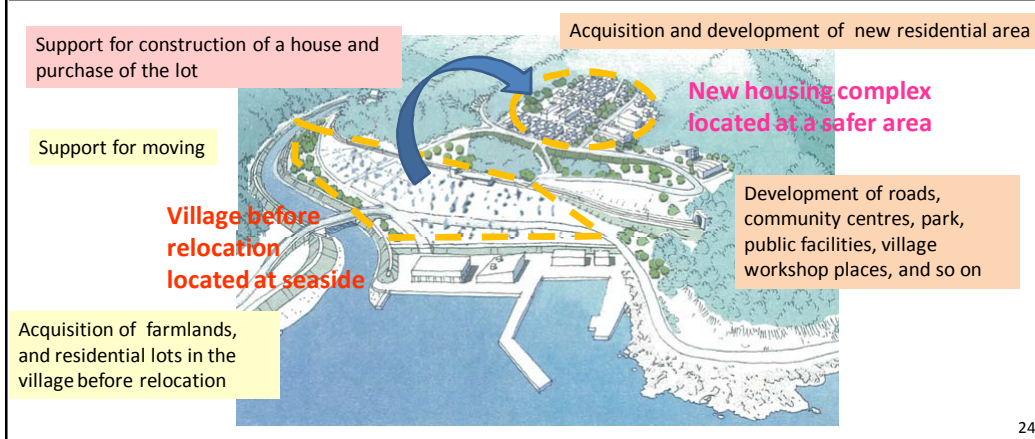 Support for construction of a house and
purchase of the lot
Acquisition and development of  new residential area
New housing complex
located at a safer area
Support for moving
Village before
relocation
located at seaside
Development of roads,
community centres, park,
public facilities, village
workshop places, and so on
Acquisition of  farmlands,
and residential lots in the
village before relocation
24